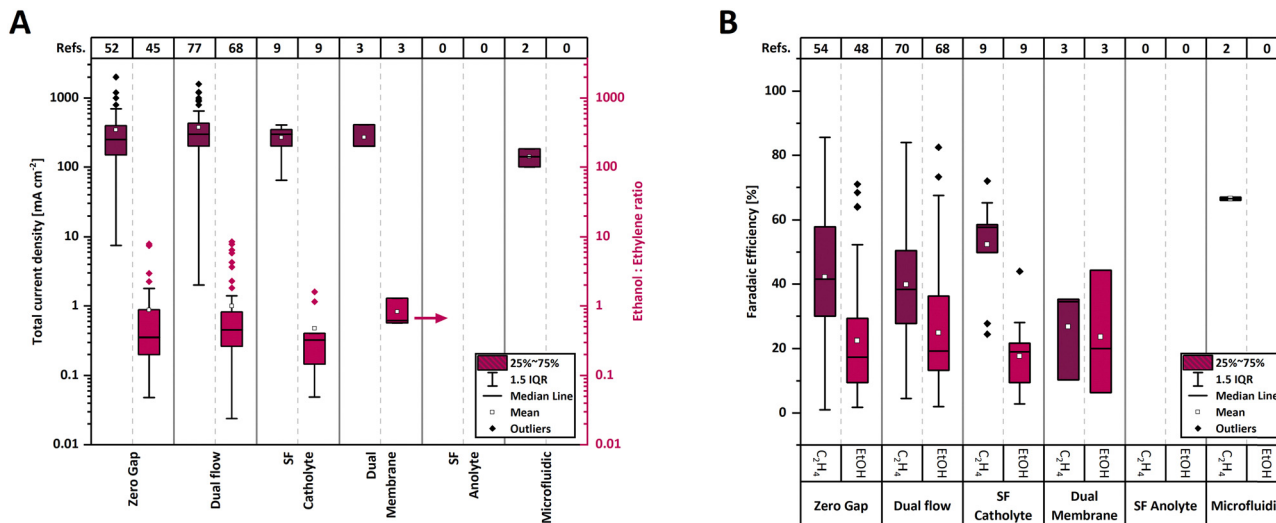 A
Refs. 52 45 77 68 9 9 3 3 0 0 2 0
1000
100
10
1
0.1
0.01
Total current density [mA cm⁻²]
1000
100
10
1
0.1
0.01
Ethanol : Ethylene ratio
25%~75%
1.5 IQR
Median Line
Mean
Outliers
Zero Gap
Dual flow
SF
Catholyte
Dual
Membrane
SF
Anolyte
Microfluidic
B
Refs. 54 48 70 68 9 9 3 3 0 0 2 0
100
80
60
40
20
0
Faradaic Efficiency [%]
25%~75%
1.5 IQR
Median Line
Mean
Outliers
C₂H₄ EtOH C₂H₄ EtOH C₂H₄ EtOH C₂H₄ EtOH C₂H₄ EtOH C₂H₄ EtOH
Zero Gap
Dual flow
SF
Catholyte
Dual
Membrane
SF Anolyte
Microfluidi